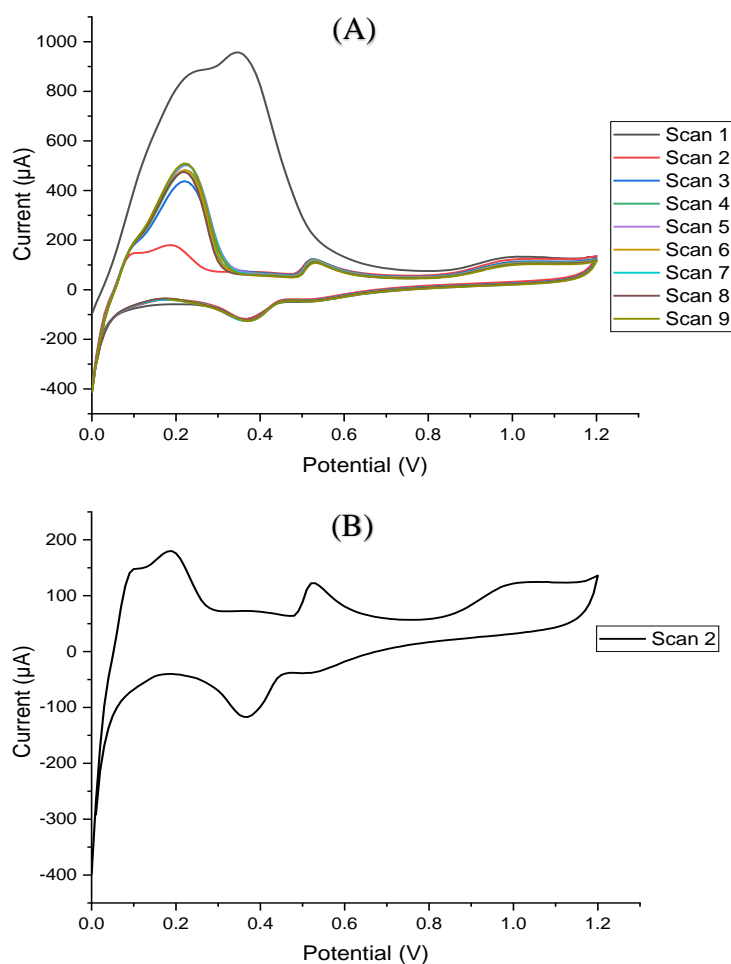 (A)
1000
800
600
400
200
0
-200
-400
Current (µA)
0.0 0.2 0.4 0.6 0.8 1.0 1.2
Potential (V)
Scan 1
Scan 2
Scan 3
Scan 4
Scan 5
Scan 6
Scan 7
Scan 8
Scan 9
(B)
200
100
0
-100
-200
-300
-400
Current (µA)
0.0 0.2 0.4 0.6 0.8 1.0 1.2
Potential (V)
Scan 2